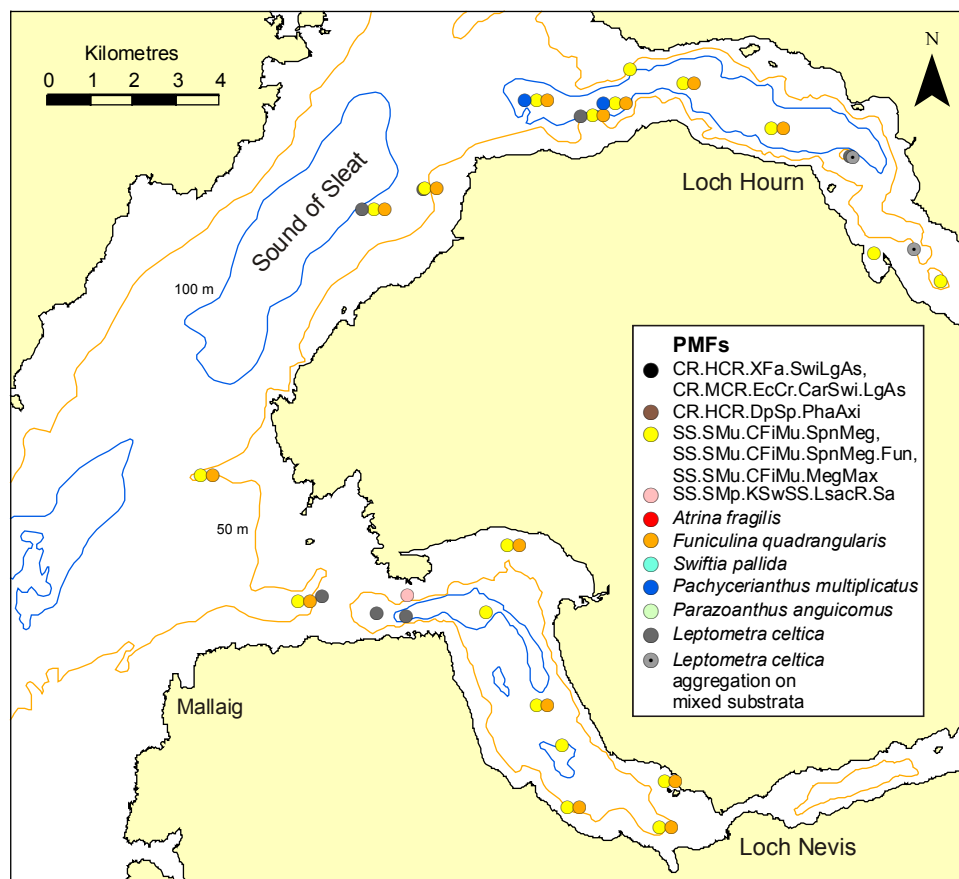 Kilometres
0 1 2 3 4
N
Sound of Sleat
Loch Hourn
100 m
50 m
Mallaig
Loch Nevis
PMFs
CR.HCR.XFa.SwiLgAs,
CR.MCR.EcCr.CarSwi.LgAs
CR.HCR.DpSp.PhaAxi
SS.SMu.CFiMu.SpnMeg,
SS.SMu.CFiMu.SpnMeg.Fun,
SS.SMu.CFiMu.MegMax
SS.SMp.KSwSS.LsacR.Sa
Atrina fragilis
Funiculina quadrangularis
Swiftia pallida
Pachycerianthus multiplicatus
Parazoanthus anguicomus
Leptometra celtica
Leptometra celtica
aggregation on
mixed substrata